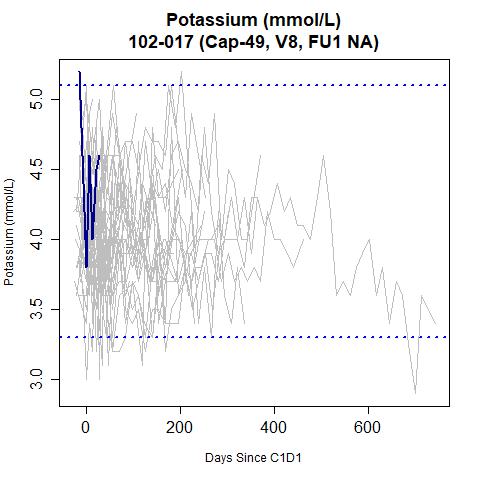 Potassium (mmol/L)
102-017 (Cap-49, V8, FU1 NA)
Potassium (mmol/L)
5.0
4.5
4.0
3.5
3.0
0 200 400 600
Days Since C1D1